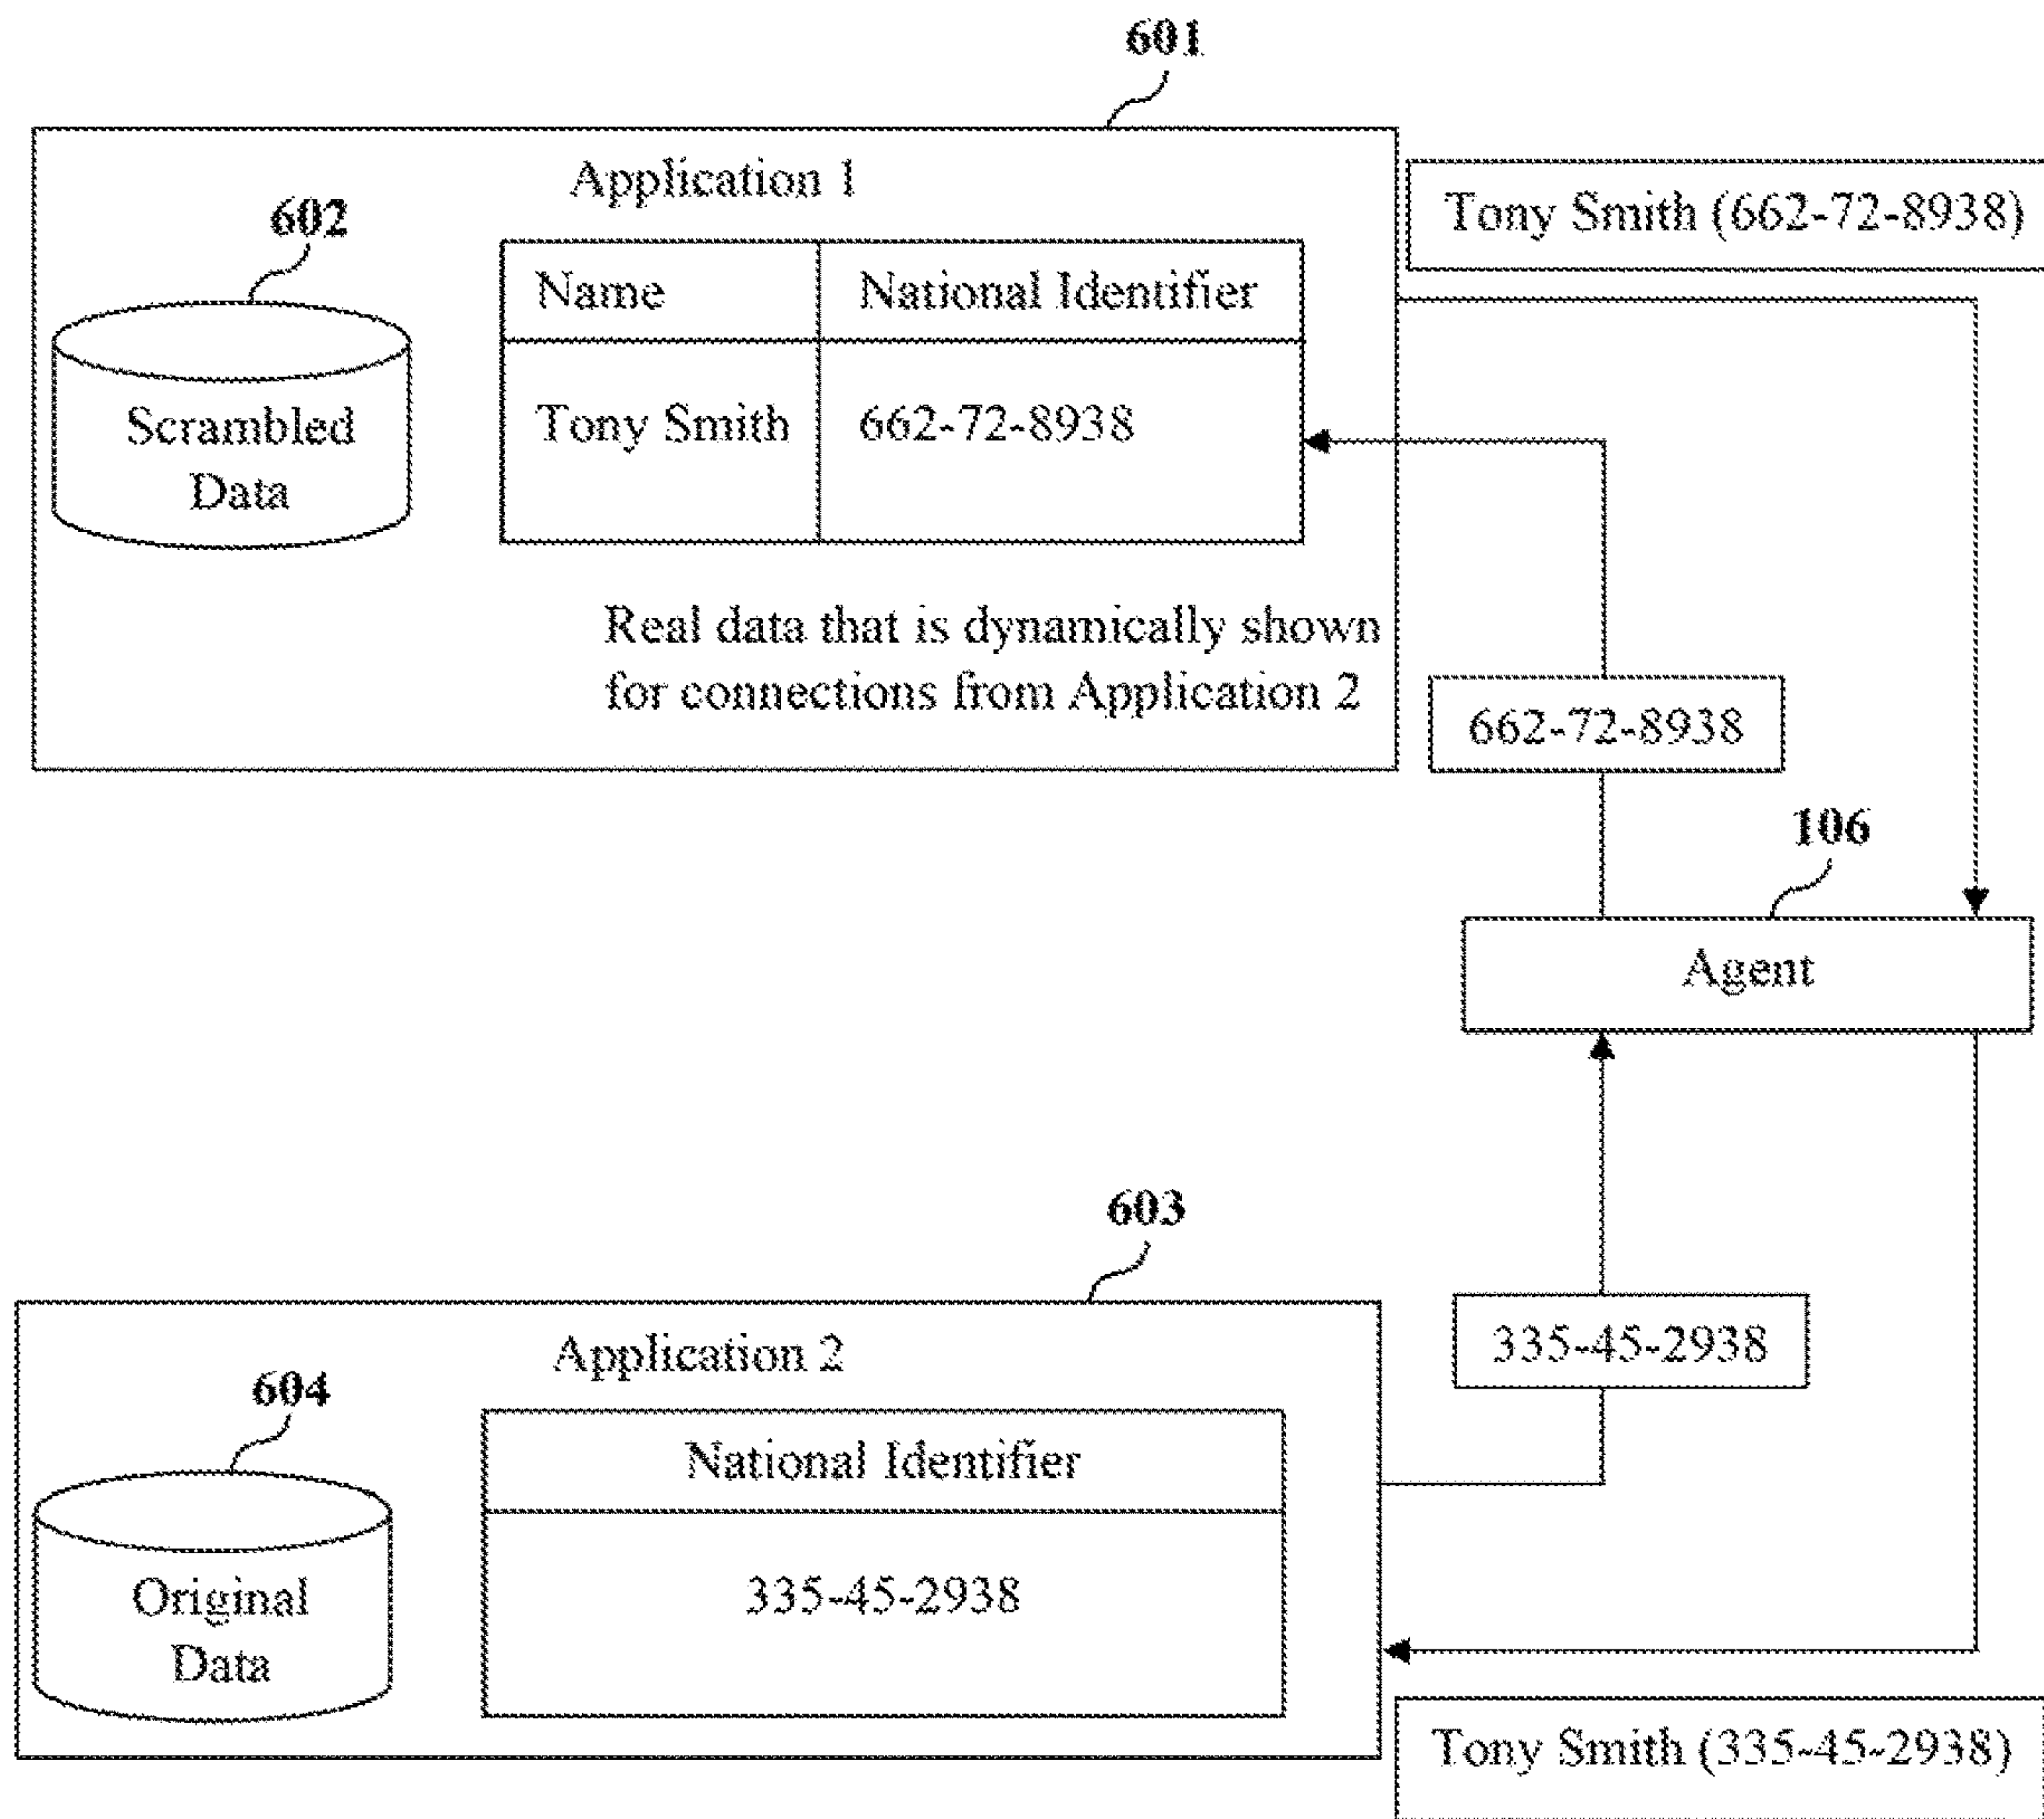 601
Application 1
Tony Smith (662-72-8938)
602
Name
National Identifier
Scrambled
Data
Tony Smith
662-72-8938
Real data that is dynamically shown
for connections from Application 2
662-72-8938
106
Agent
603
335-45-2938
Application 2
604
National Identifier
Original
Data
335-45-2938
Tony Smith (335-45-2938)